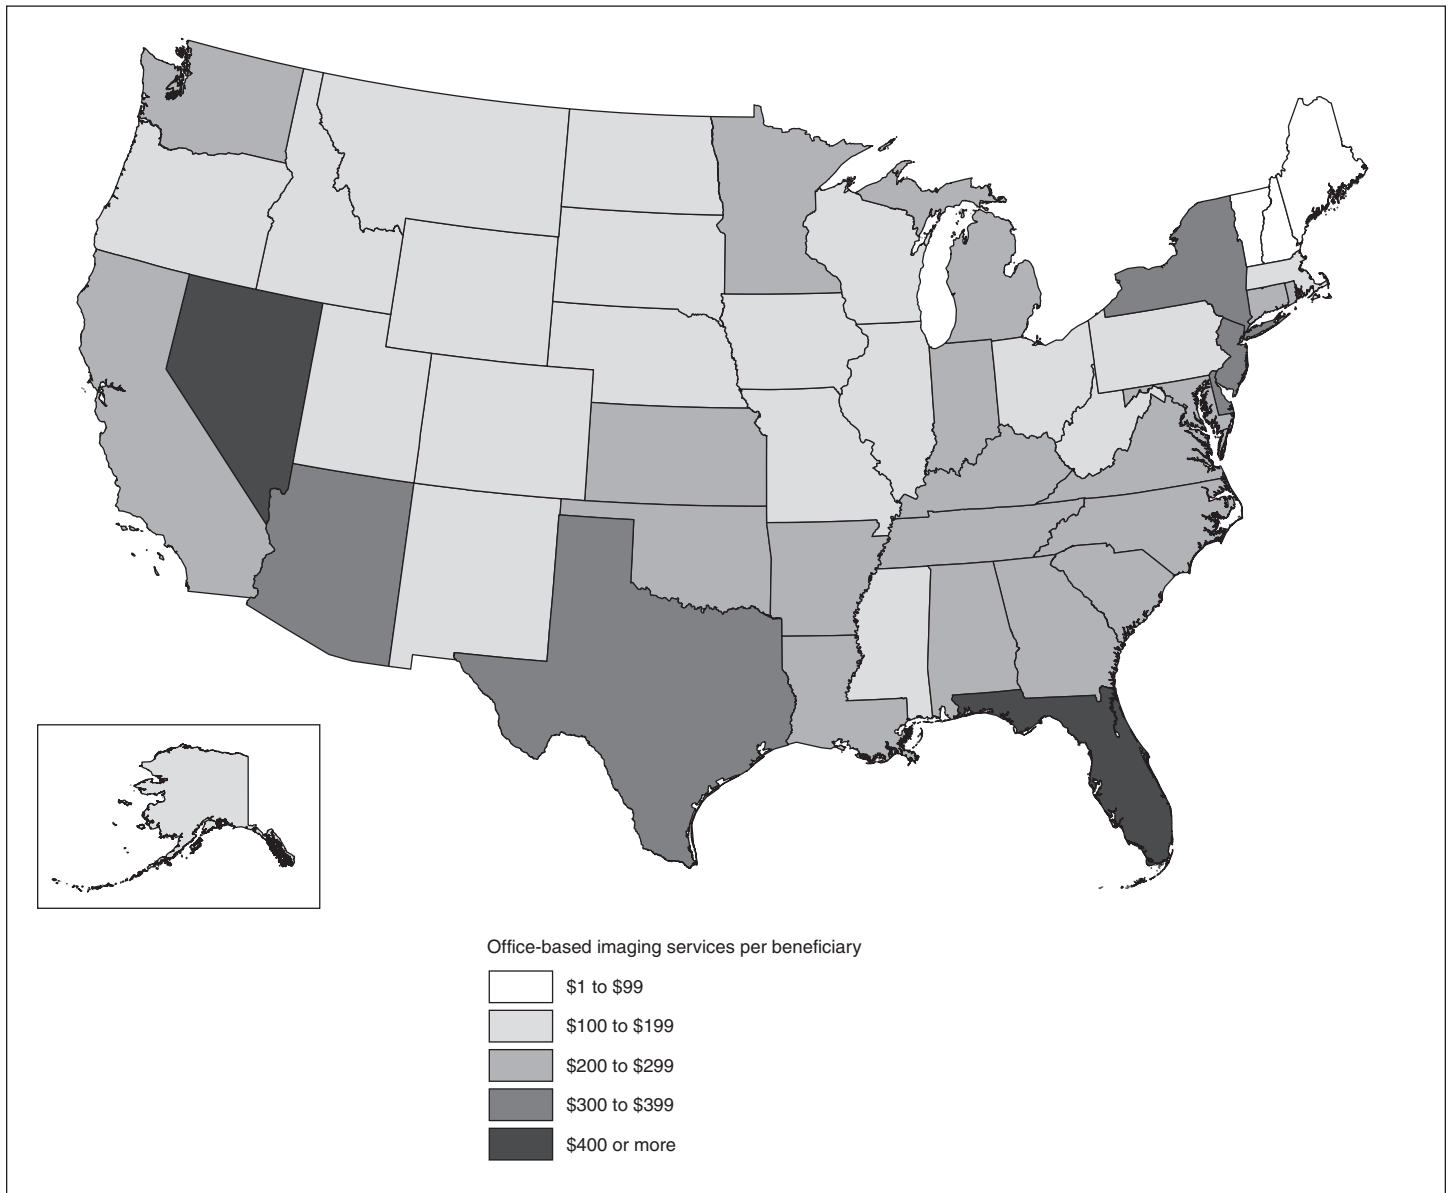 Office-based imaging services per beneficiary
$1 to $99
$100 to $199
$200 to $299
$300 to $399
$400 or more